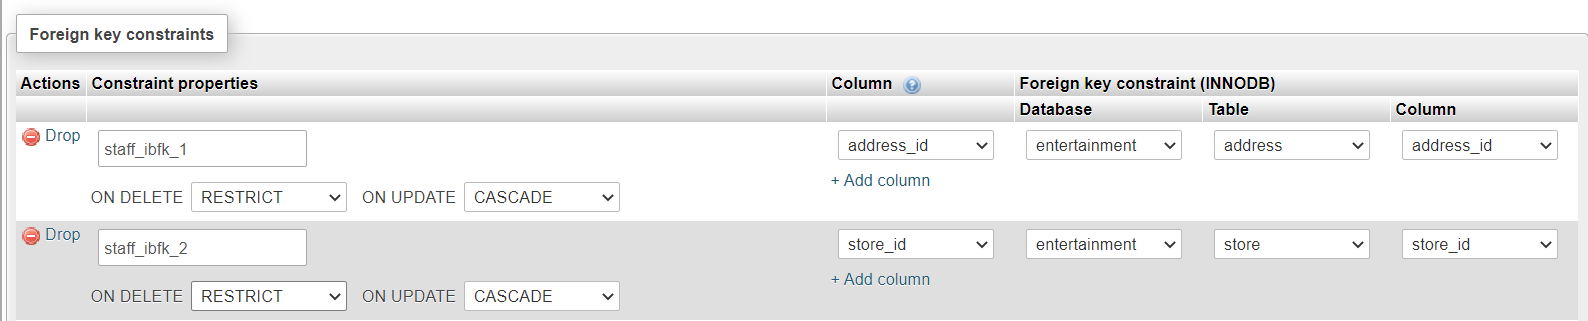 Foreign key constraints
Actions Constraint properties Column Foreign key constraint (INNODB)
Database Table Column
Drop staff_ibfk_1 address_id entertainment address address_id
+ Add column
ON DELETE RESTRICT ON UPDATE CASCADE
Drop staff_ibfk_2 store_id entertainment store store_id
+ Add column
ON DELETE RESTRICT ON UPDATE CASCADE